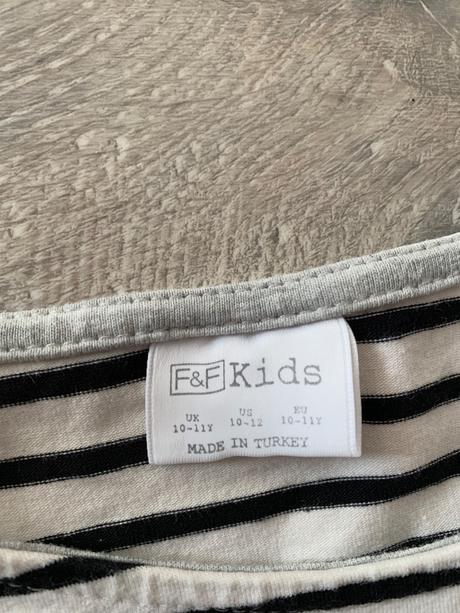 F&F Kids
UK US EU
10-11Y 10-12 10-11Y
MADE IN TURKEY